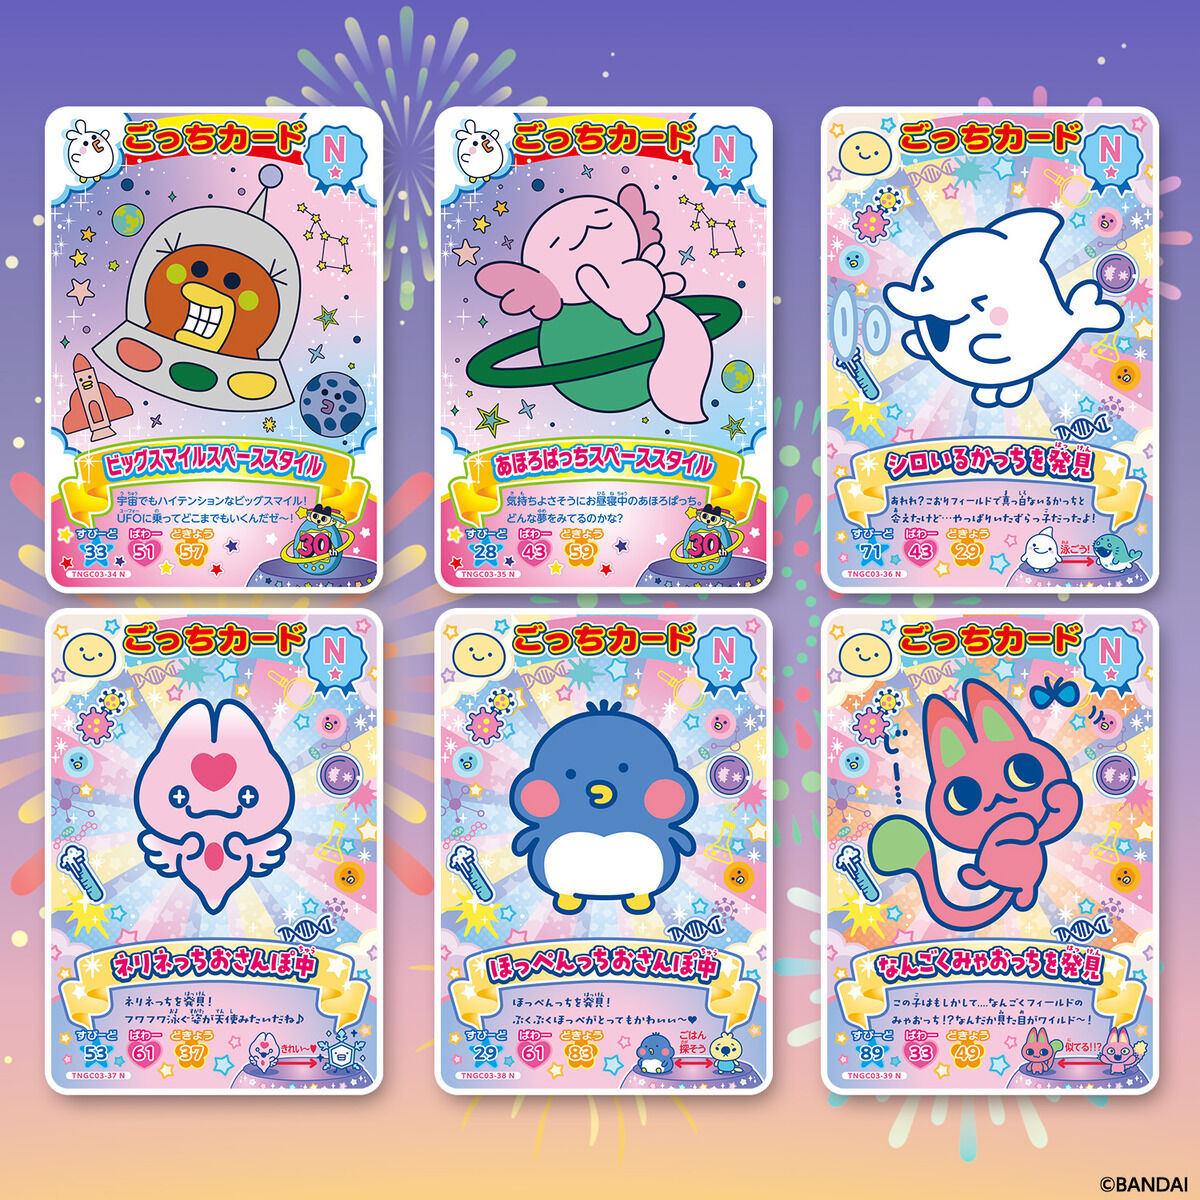 ごっちカード
N
ビッグスマイルスペーススタイル
宇宙でもハイテンションなビッグスマイル！
UFOに乗ってどこまでもいくんだぜ〜！
すぴーど ぱわー どきょう
33 51 57
30
TNGC03-34 N
ごっちカード
N
あほろぱっちスペーススタイル
気持ちよさそうにお昼寝中のあほろぱっち。
どんな夢をみてるのかな？
すぴーど ぱわー どきょう
28 43 59
30
TNGC03-35 N
ごっちカード
N
シロいるかっちを発見
あれれ？こおりフィールドで真っ白ないるかっちと
会えたけど…やっぱりいたずらっ子だったよ！
すぴーど ぱわー どきょう
71 43 29
泳ごう！
TNGC03-36 N
ごっちカード
N
ネリネっちおさんぽ中
ネリネっちを発見！
フワフワ泳ぐ姿が天使みたいだね♪
すぴーど ぱわー どきょう
53 61 37
きれい〜♥
TNGC03-37 N
ごっちカード
N
ほっぺんっちおさんぽ中
ほっぺんっちを発見！
ぷくぷくほっぺがとってもかわいい〜♥
すぴーど ぱわー どきょう
29 61 83
ごはん
探そう
TNGC03-38 N
ごっちカード
N
じーー…
なんごくみゃおっちを発見
この子はもしかして....なんごくフィールドの
みゃおっち！？なんだか見た目がワイルド〜！
すぴーど ぱわー どきょう
89 33 49
似てる！！？
TNGC03-39 N
©BANDAI